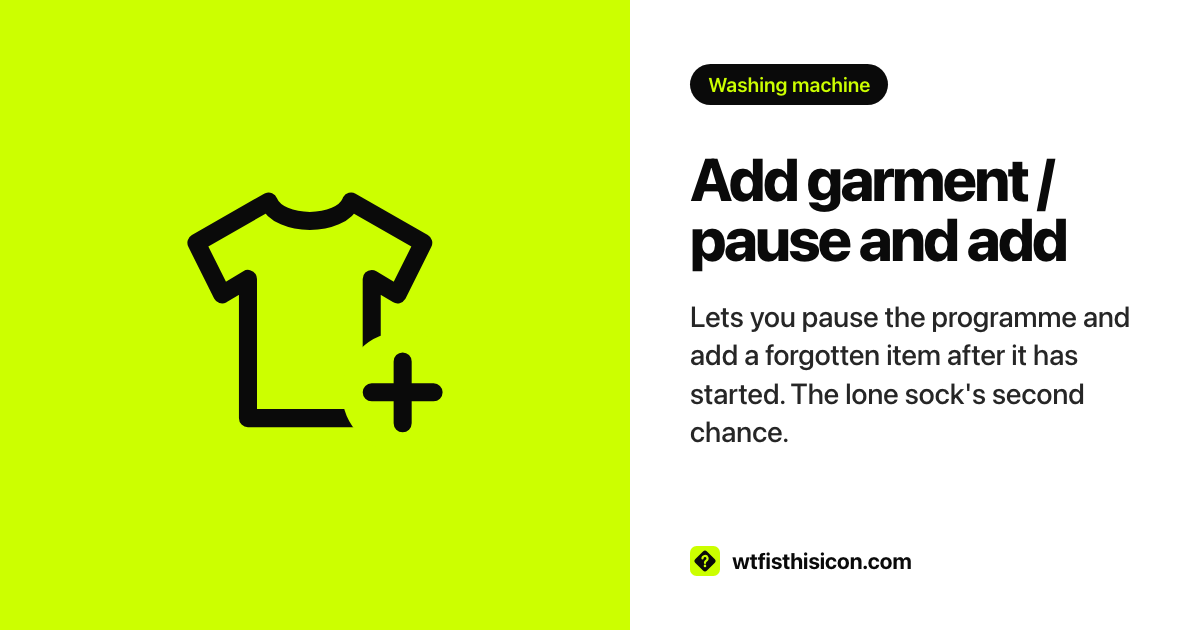 Washing machine
Add garment /
pause and add
Lets you pause the programme and
add a forgotten item after it has
started. The lone sock's second
chance.
?
wtfisthisicon.com